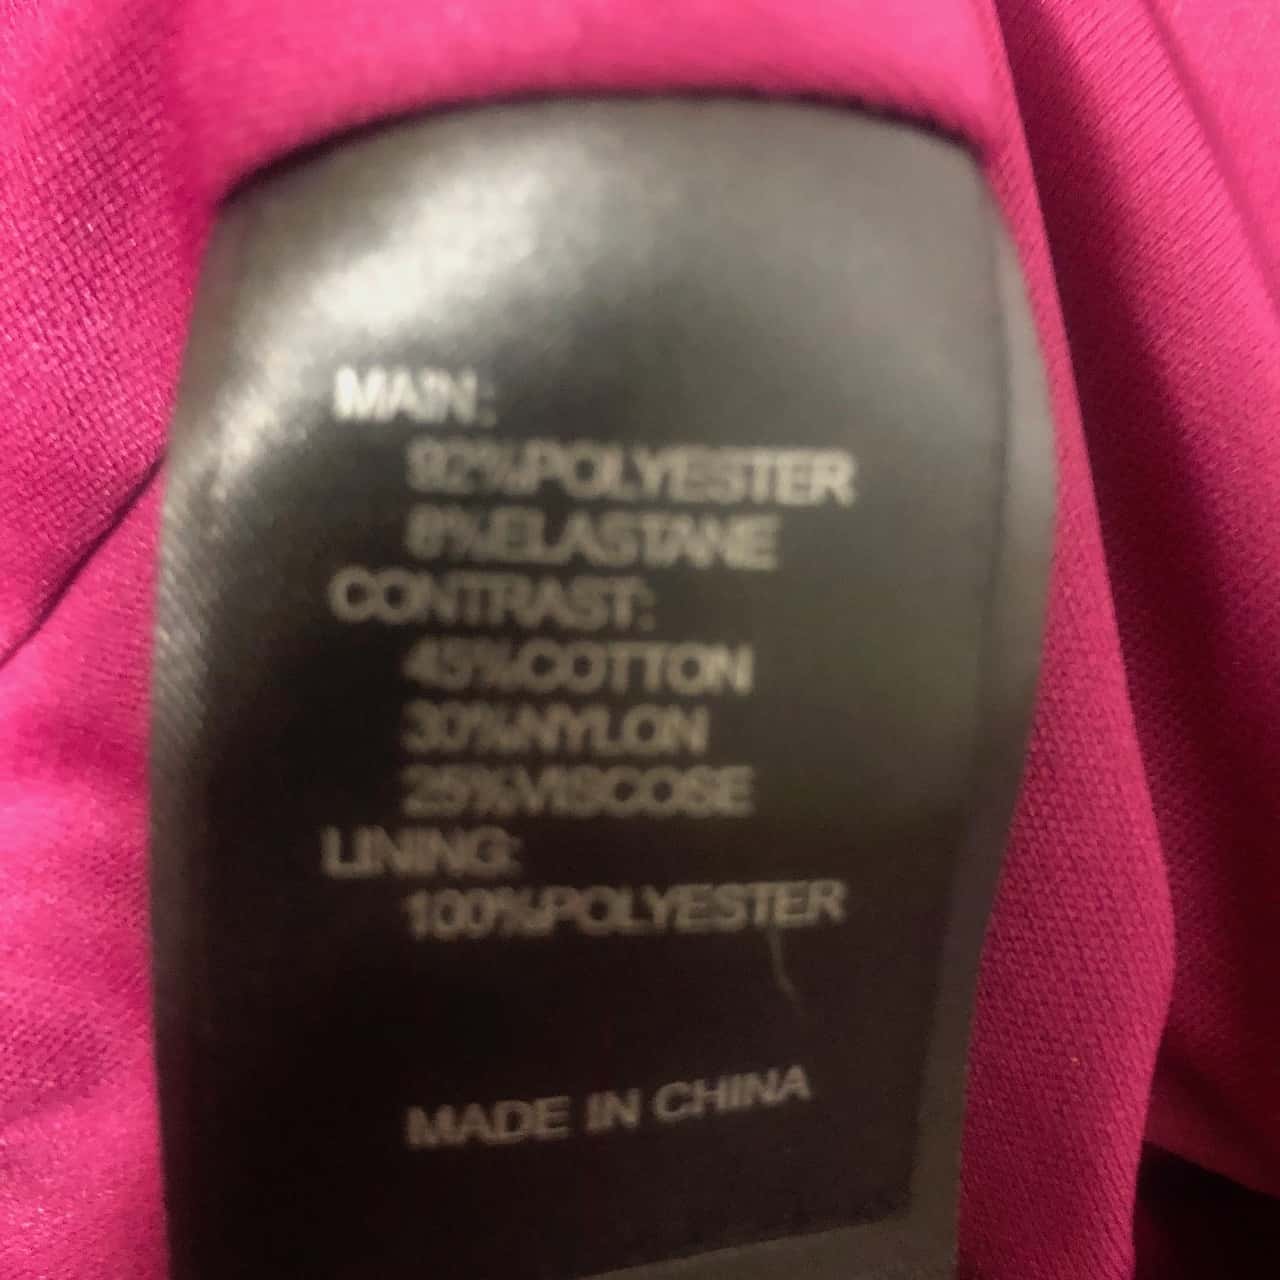 MAIN:
92%POLYESTER
8%ELASTANE
CONTRAST:
45%COTTON
30%NYLON
25%VISCOSE
LINING:
100%POLYESTER
MADE IN CHINA